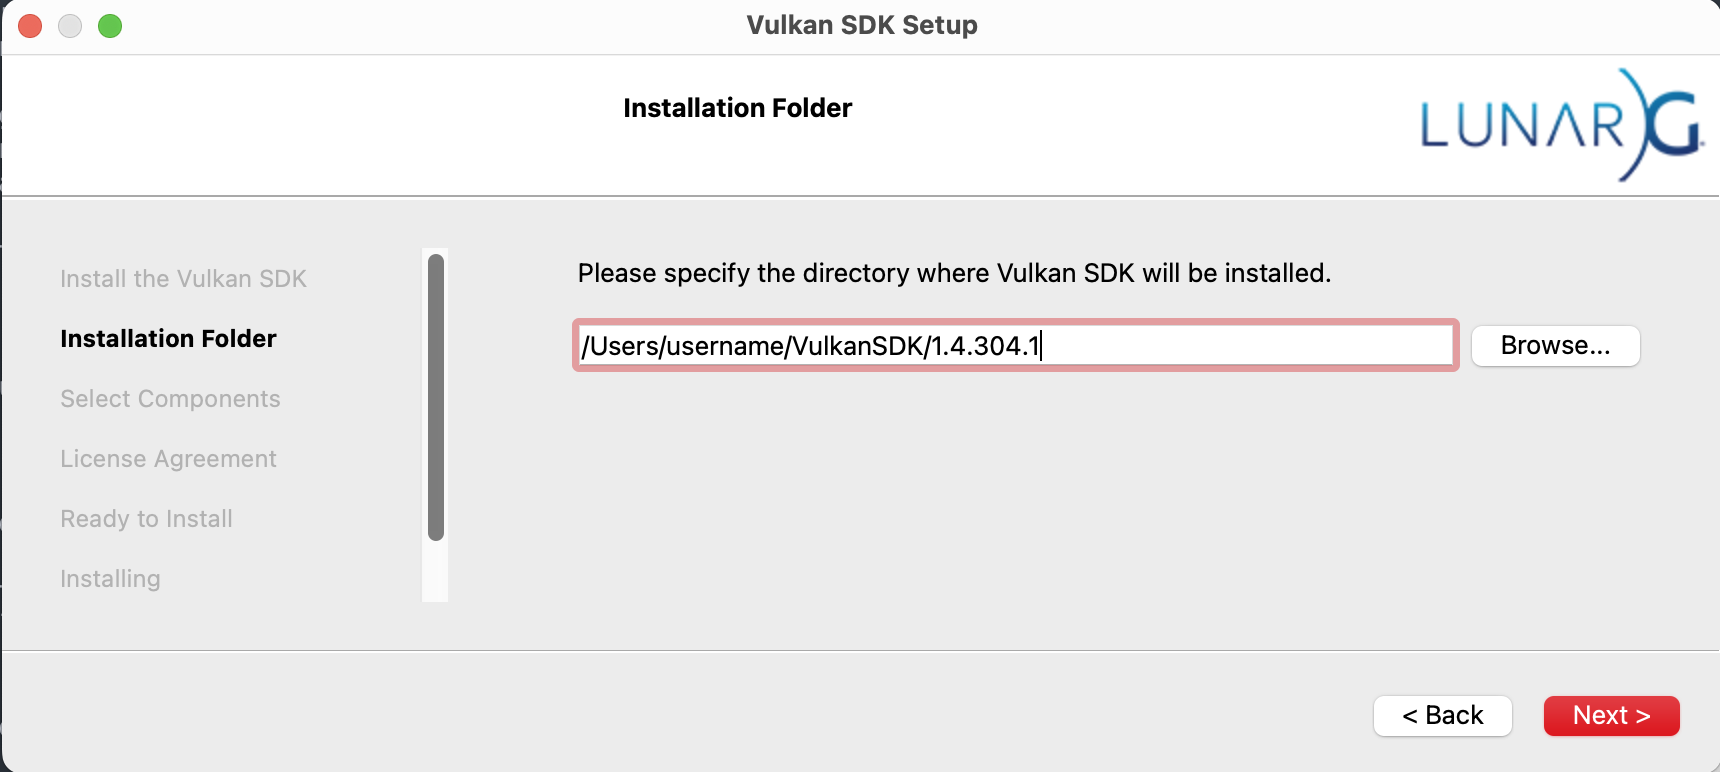 Vulkan SDK Setup
Installation Folder
LUNAR)G
Install the Vulkan SDK
Installation Folder
Select Components
License Agreement
Ready to Install
Installing
Please specify the directory where Vulkan SDK will be installed.
/Users/username/VulkanSDK/1.4.304.1
Browse...
< Back
Next >